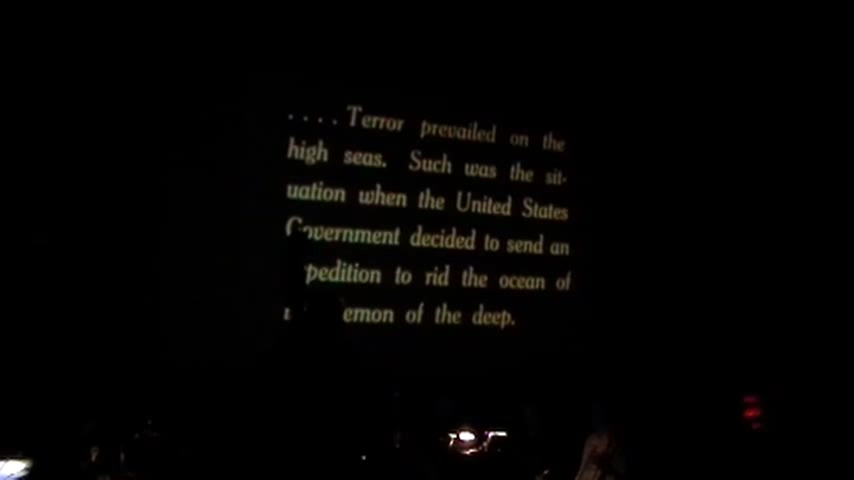 . . . . Terror prevailed on the
high seas. Such was the sit-
uation when the United States
Government decided to send an
pedition to rid the ocean of
emon of the deep.